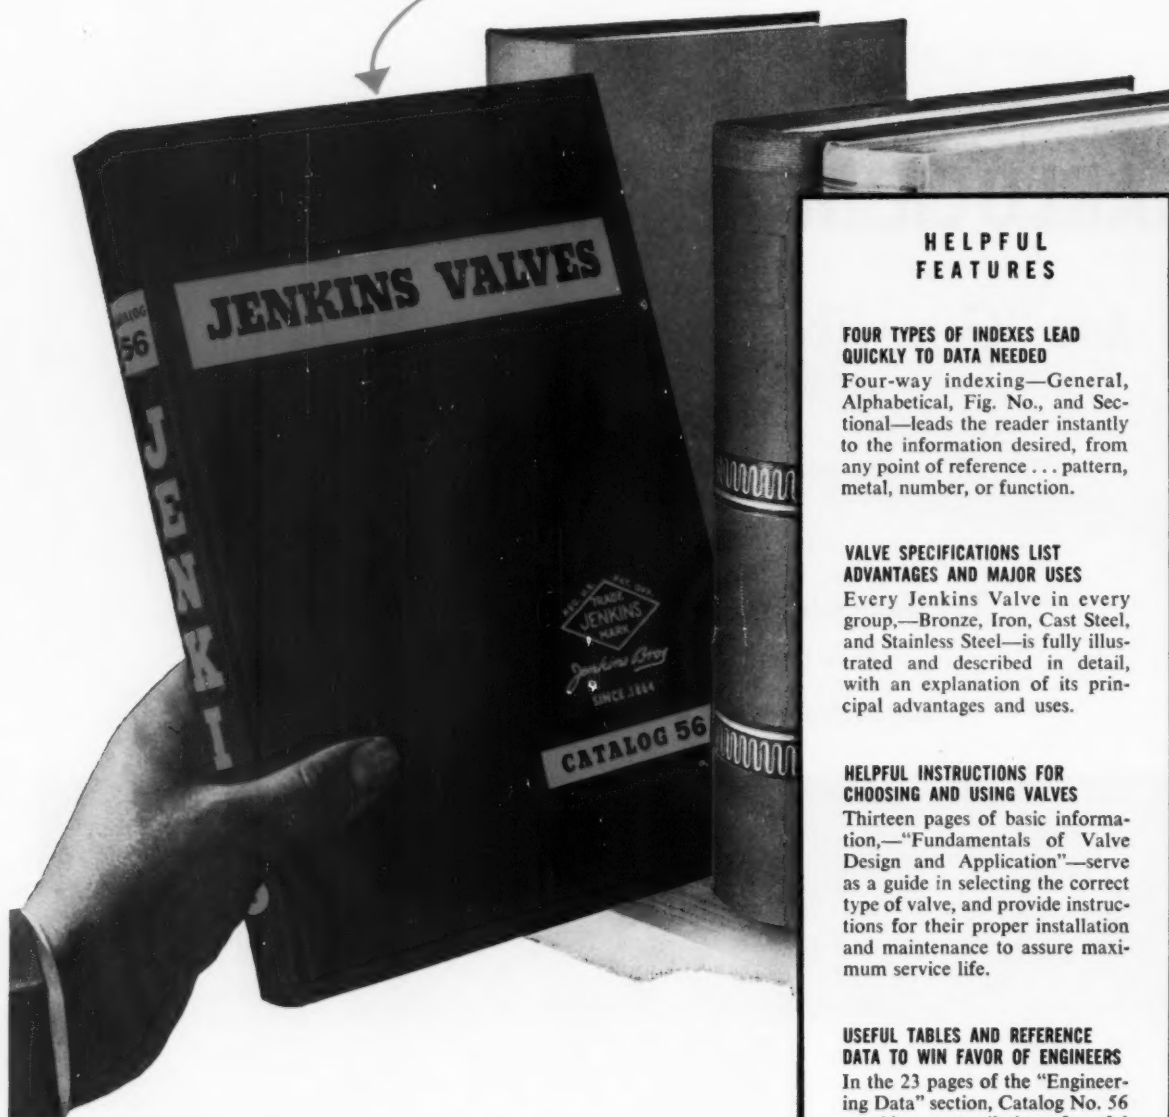 JENKINS VALVES
CATALOG
56
JENKI
REG. U.S. PAT. OFF.
TRADE
JENKINS
MARK
Jenkins Bros
SINCE 1864
CATALOG 56
HELPFUL
FEATURES
FOUR TYPES OF INDEXES LEAD
QUICKLY TO DATA NEEDED
Four-way indexing—General,
Alphabetical, Fig. No., and Sec-
tional—leads the reader instantly
to the information desired, from
any point of reference . . . pattern,
metal, number, or function.
VALVE SPECIFICATIONS LIST
ADVANTAGES AND MAJOR USES
Every Jenkins Valve in every
group,—Bronze, Iron, Cast Steel,
and Stainless Steel—is fully illus-
trated and described in detail,
with an explanation of its prin-
cipal advantages and uses.
HELPFUL INSTRUCTIONS FOR
CHOOSING AND USING VALVES
Thirteen pages of basic informa-
tion,—“Fundamentals of Valve
Design and Application”—serve
as a guide in selecting the correct
type of valve, and provide instruc-
tions for their proper installation
and maintenance to assure maxi-
mum service life.
USEFUL TABLES AND REFERENCE
DATA TO WIN FAVOR OF ENGINEERS
In the 23 pages of the “Engineer-
ing Data” section, Catalog No. 56